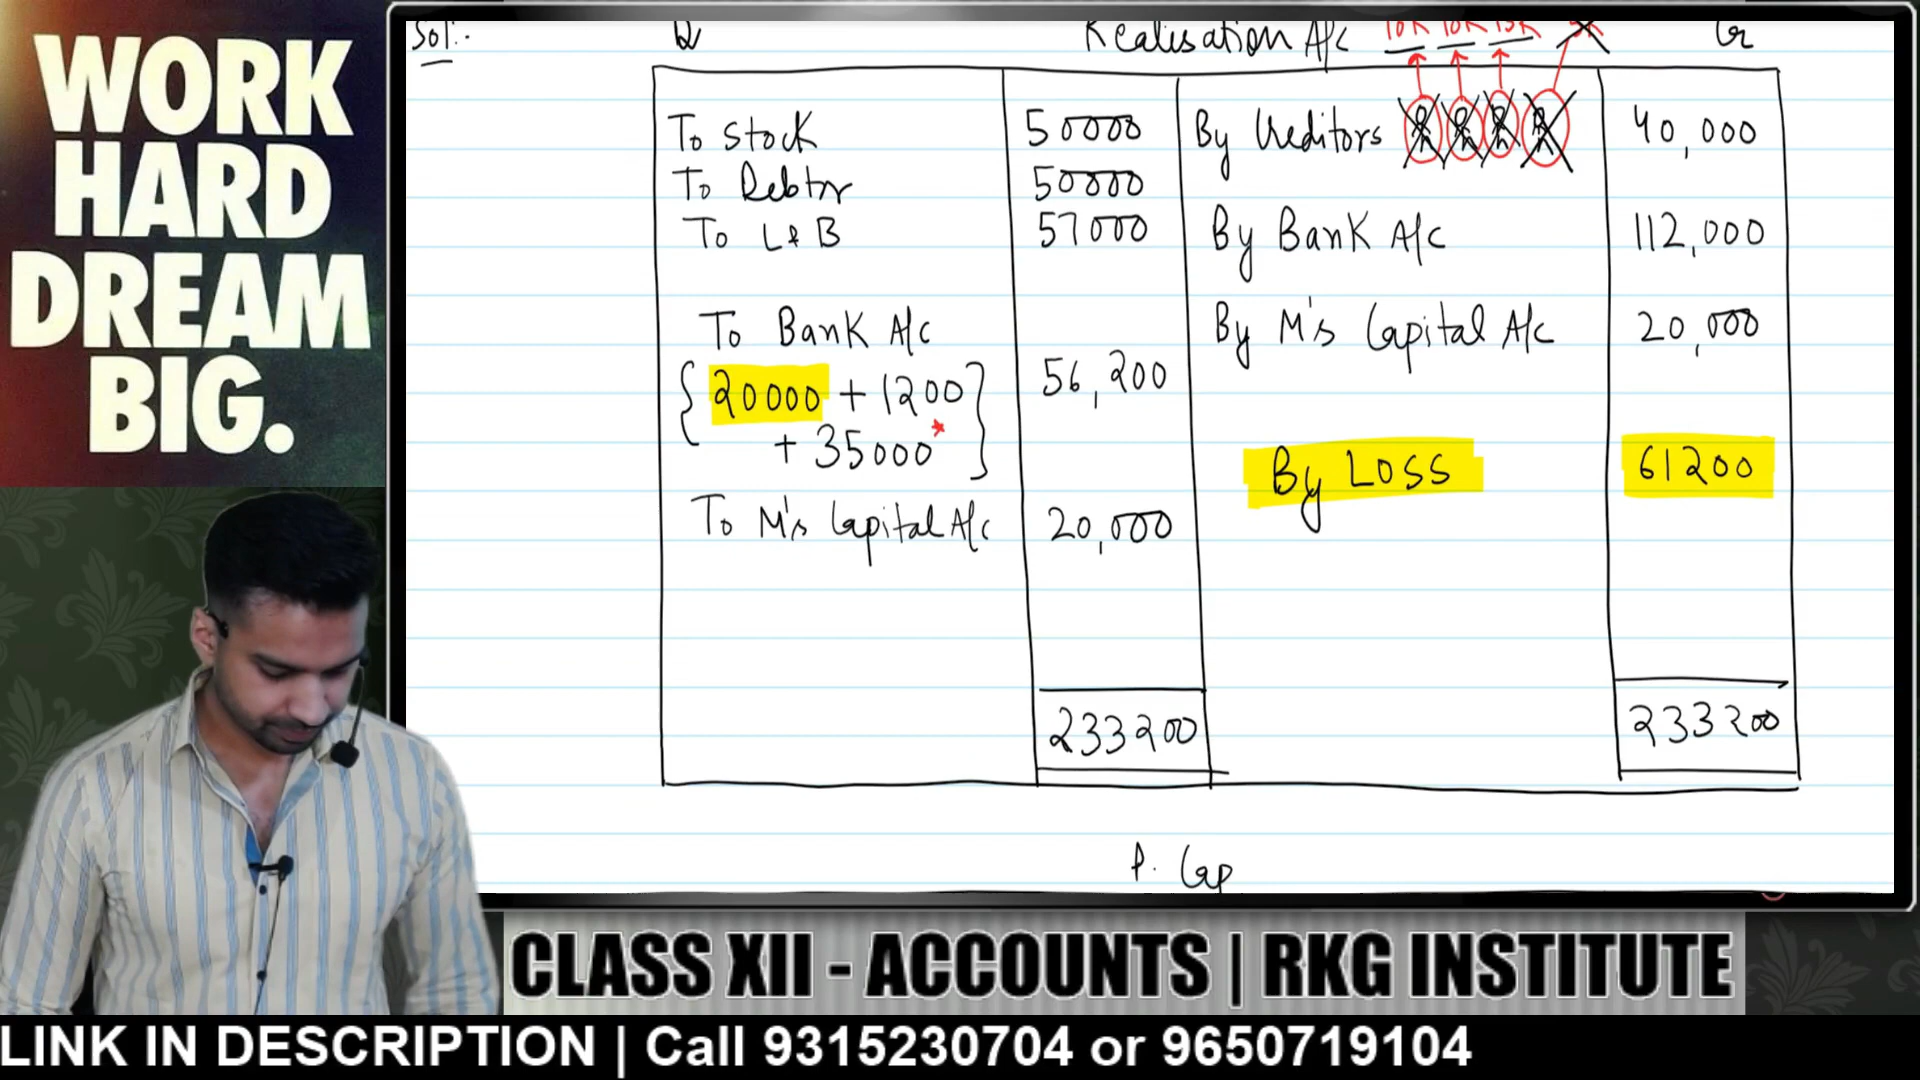 WORK
HARD
DREAM
BIG.
Sol:-
Dr Realisation A/c 10K 10K 15K Cr
To Stock 50000 By Creditors 40,000
To Debtor 50000
To L&B 57000 By Bank A/c 112,000
To Bank A/c By M's Capital A/c 20,000
{20000 + 1200 56,200
+ 35000*}
By LOSS 61200
To M's Capital A/c 20,000
233200 233200
P. Cap
CLASS XII - ACCOUNTS | RKG INSTITUTE
LINK IN DESCRIPTION | Call 9315230704 or 9650719104